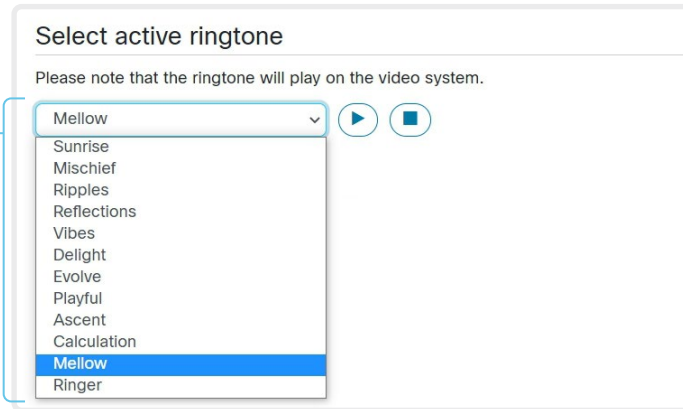 Select active ringtone
Please note that the ringtone will play on the video system.
Mellow
Sunrise
Mischief
Ripples
Reflections
Vibes
Delight
Evolve
Playful
Ascent
Calculation
Mellow
Ringer